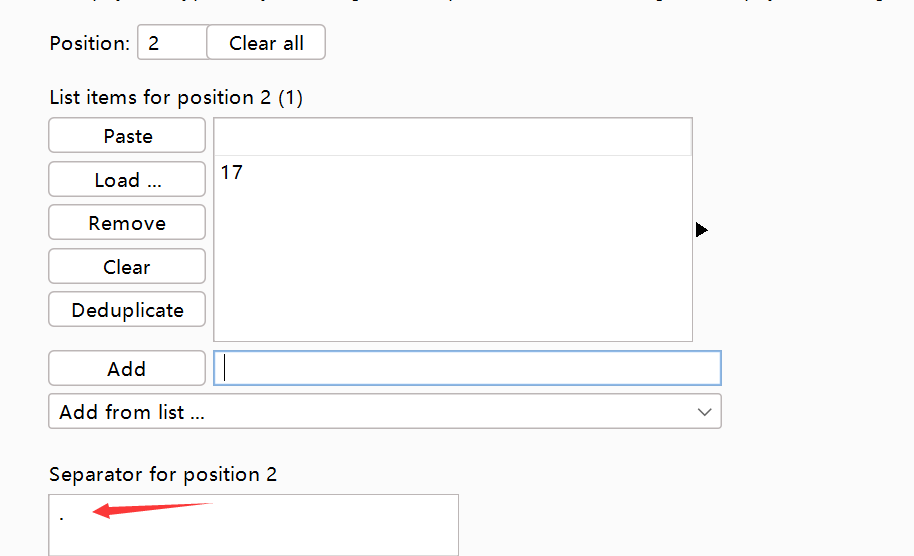 Position: 2 Clear all
List items for position 2 (1)
Paste
17
Load ...
Remove
Clear
Deduplicate
Add
Add from list ...
Separator for position 2
.